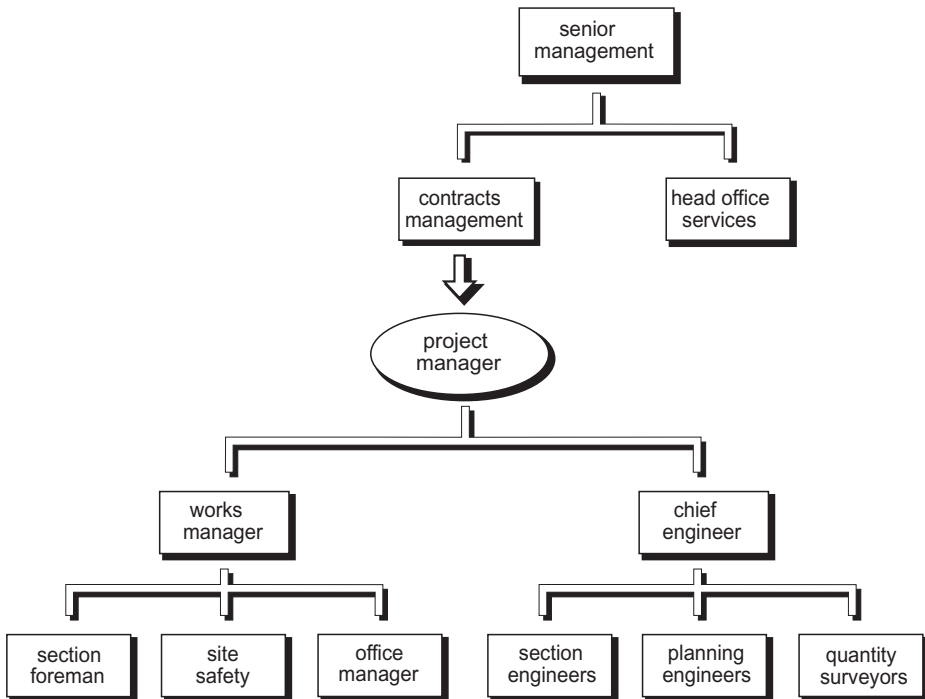 senior
management
contracts
management
head office
services
project
manager
works
manager
chief
engineer
section
foreman
site
safety
office
manager
section
engineers
planning
engineers
quantity
surveyors